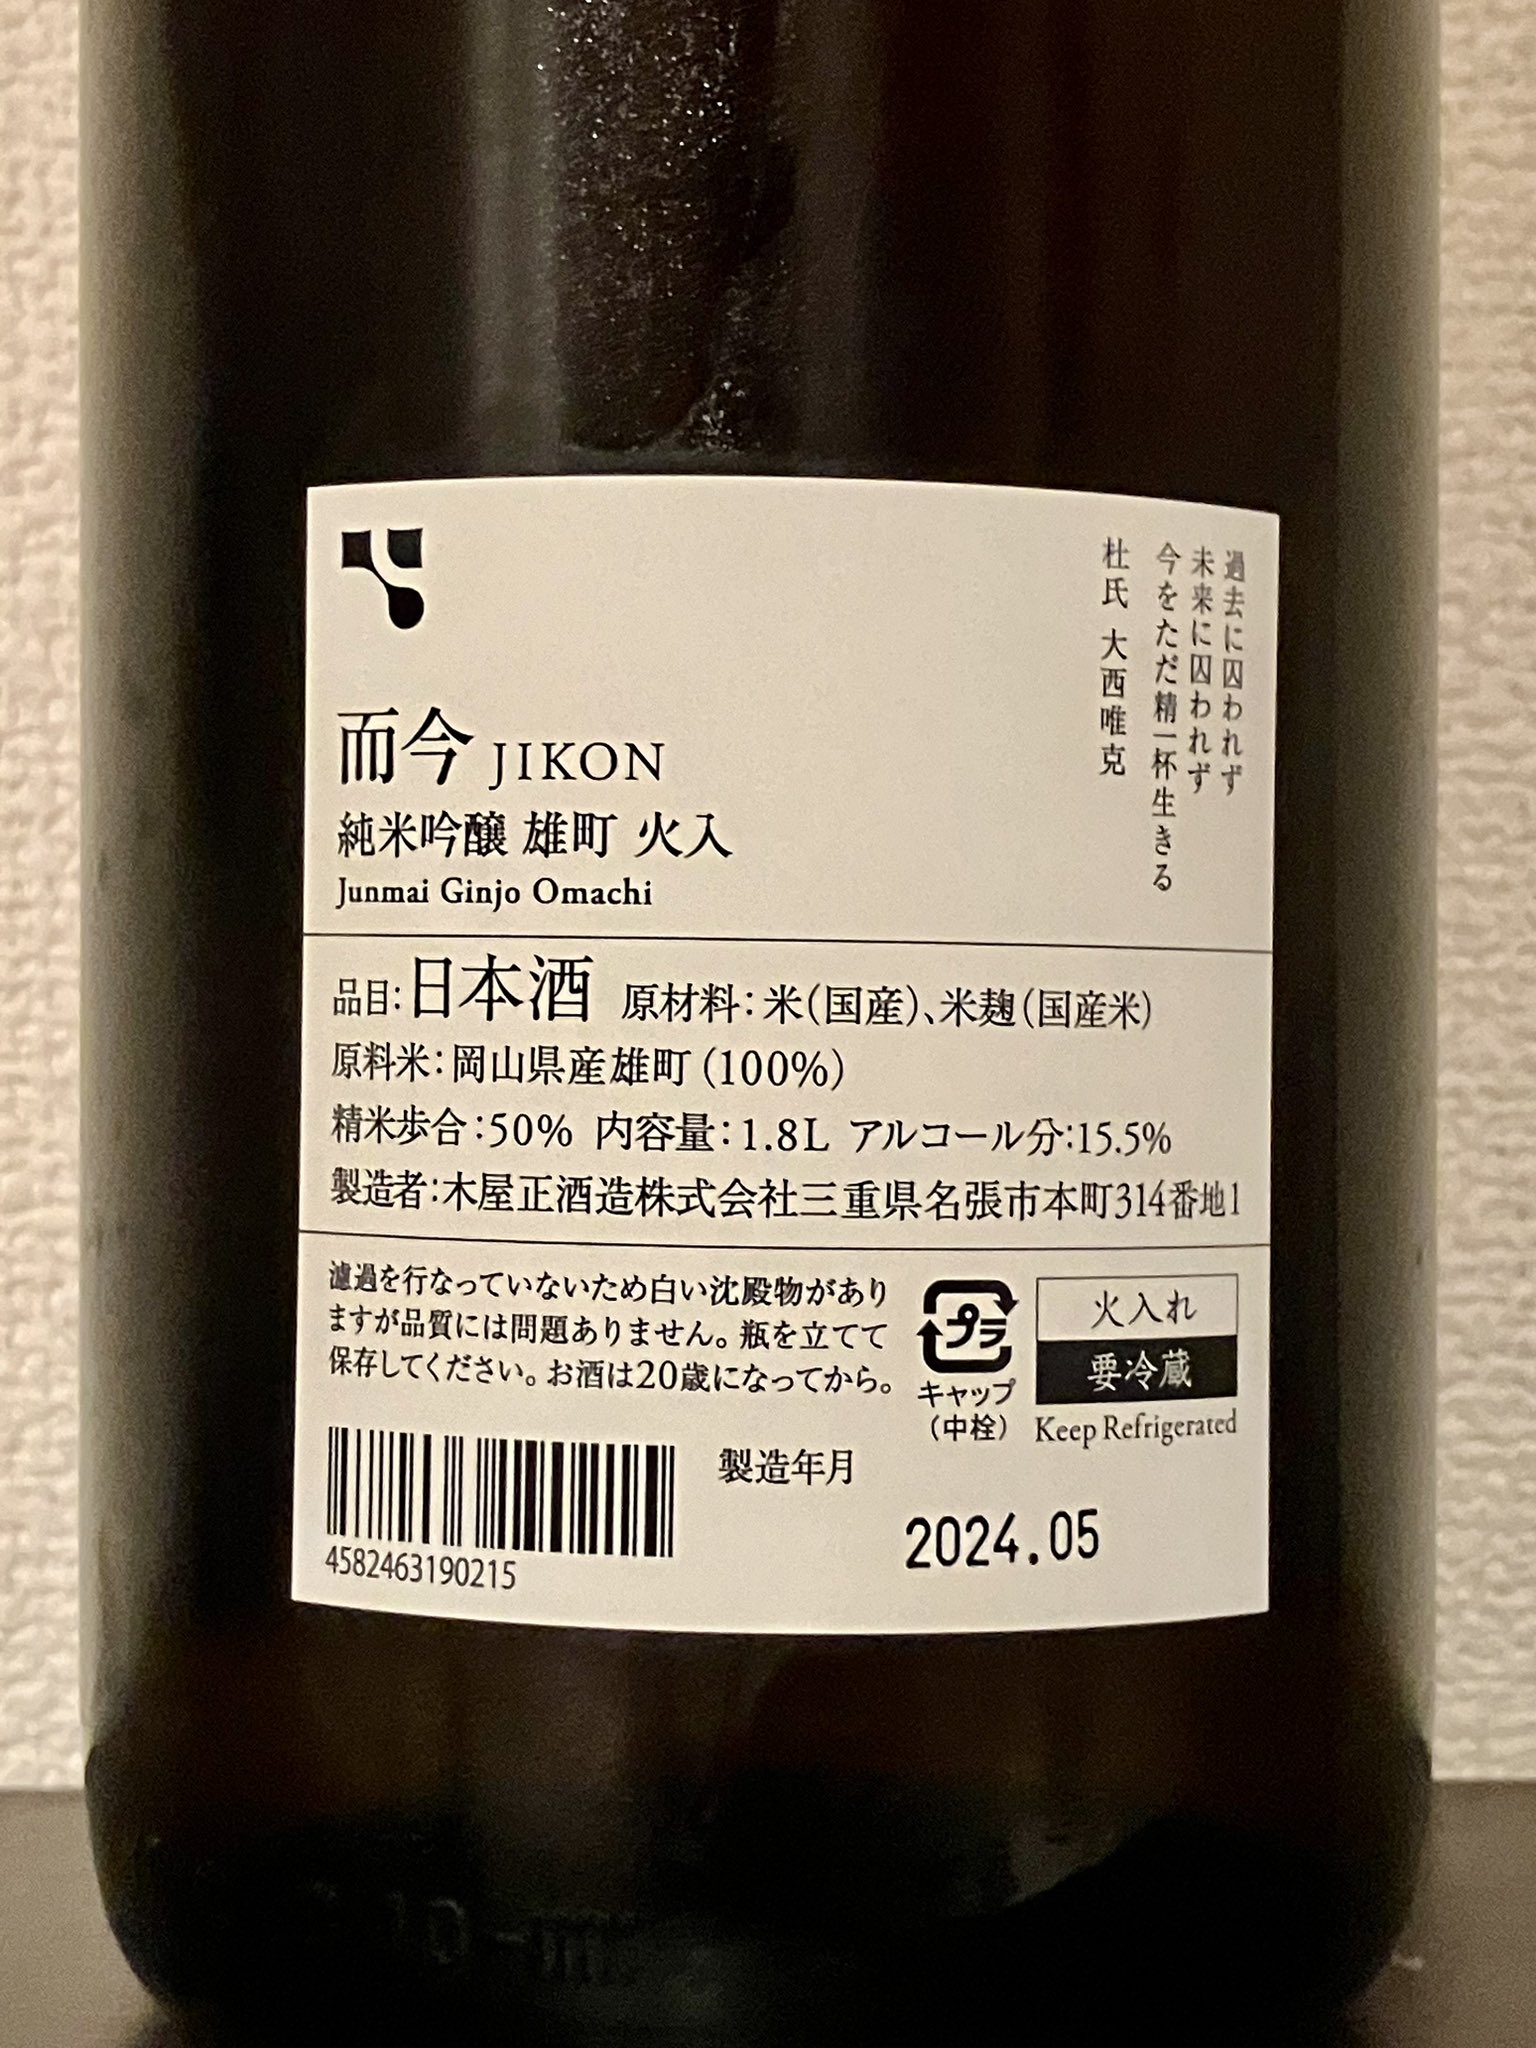 過去に囚われず
未来に囚われず
今をただ精一杯生きる
杜氏 大西唯克
而今 JIKON
純米吟醸 雄町 火入
Junmai Ginjo Omachi
品目:日本酒 原材料:米(国産)、米麹(国産米)
原料米:岡山県産雄町(100%)
精米歩合:50% 内容量:1.8L アルコール分:15.5%
製造者:木屋正酒造株式会社三重県名張市本町314番地1
濾過を行なっていないため白い沈殿物があり
ますが品質には問題ありません。瓶を立てて
保存してください。お酒は20歳になってから。
プラ
キャップ
(中栓)
火入れ
要冷蔵
Keep Refrigerated
製造年月
2024.05
4582463190215